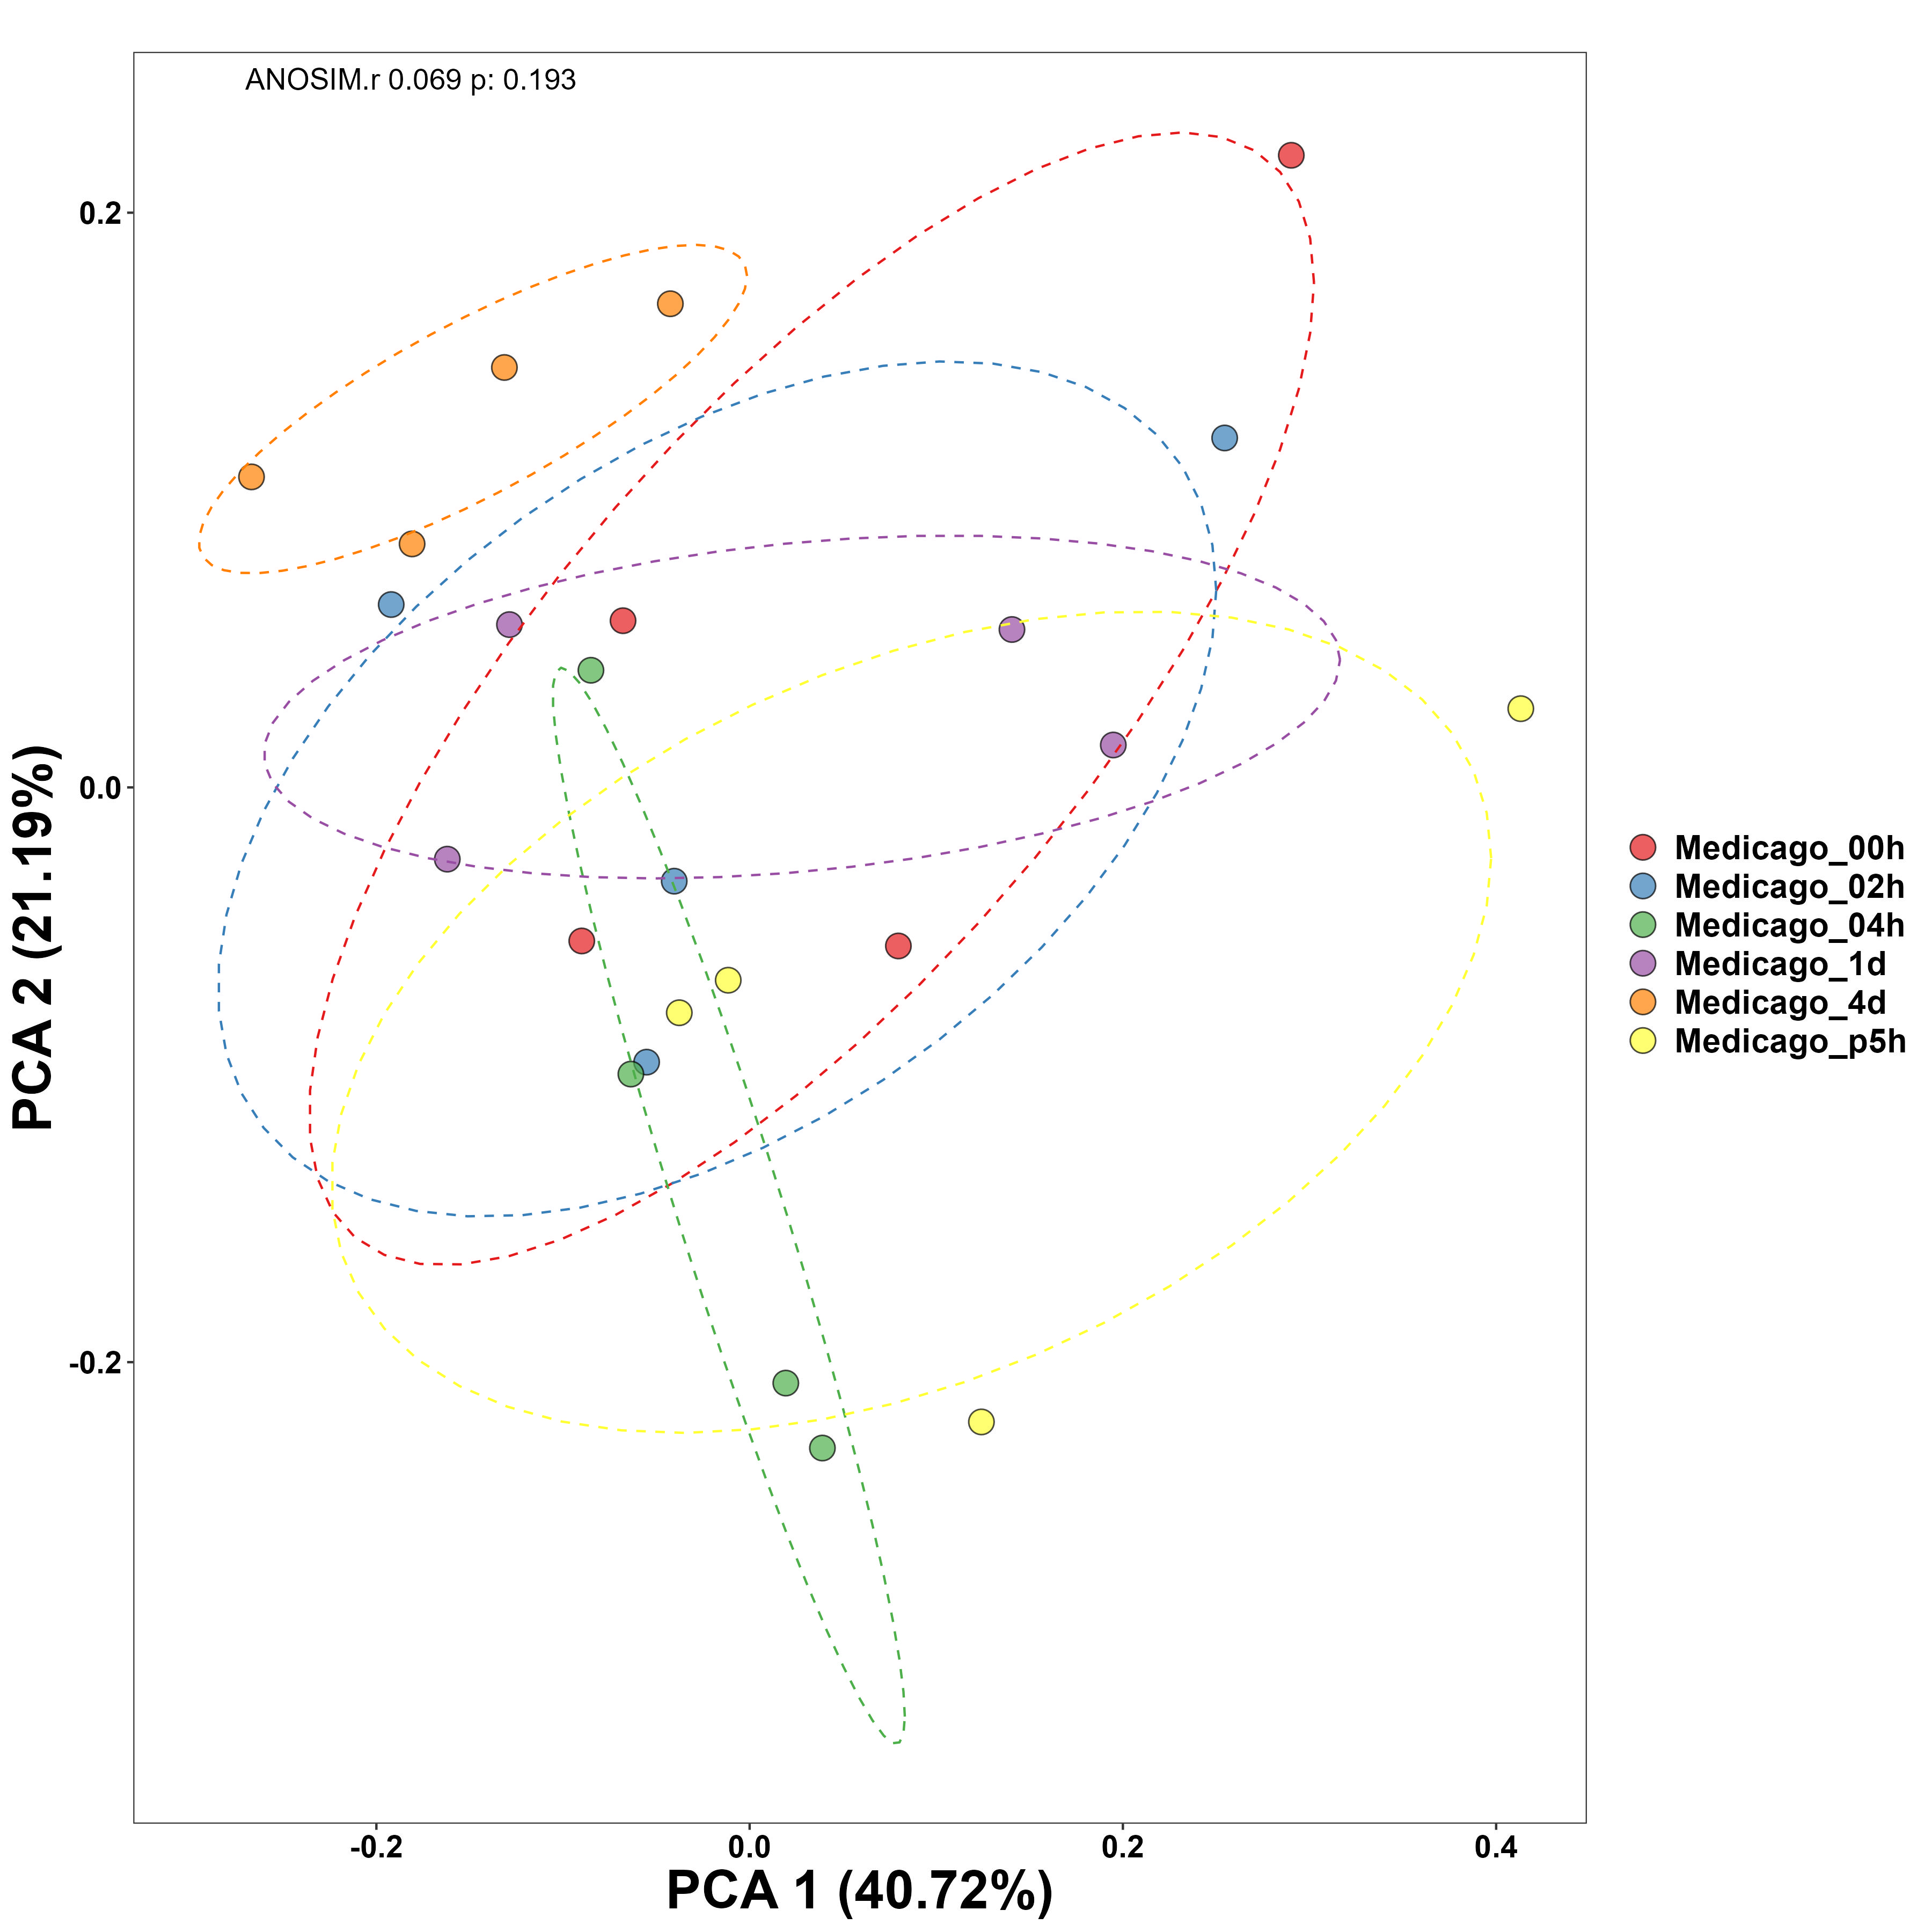 ANOSIM.r 0.069 p: 0.193
PCA 2 (21.19%)
0.2
0.0
-0.2
-0.2
0.0
0.2
0.4
PCA 1 (40.72%)
Medicago_00h
Medicago_02h
Medicago_04h
Medicago_1d
Medicago_4d
Medicago_p5h